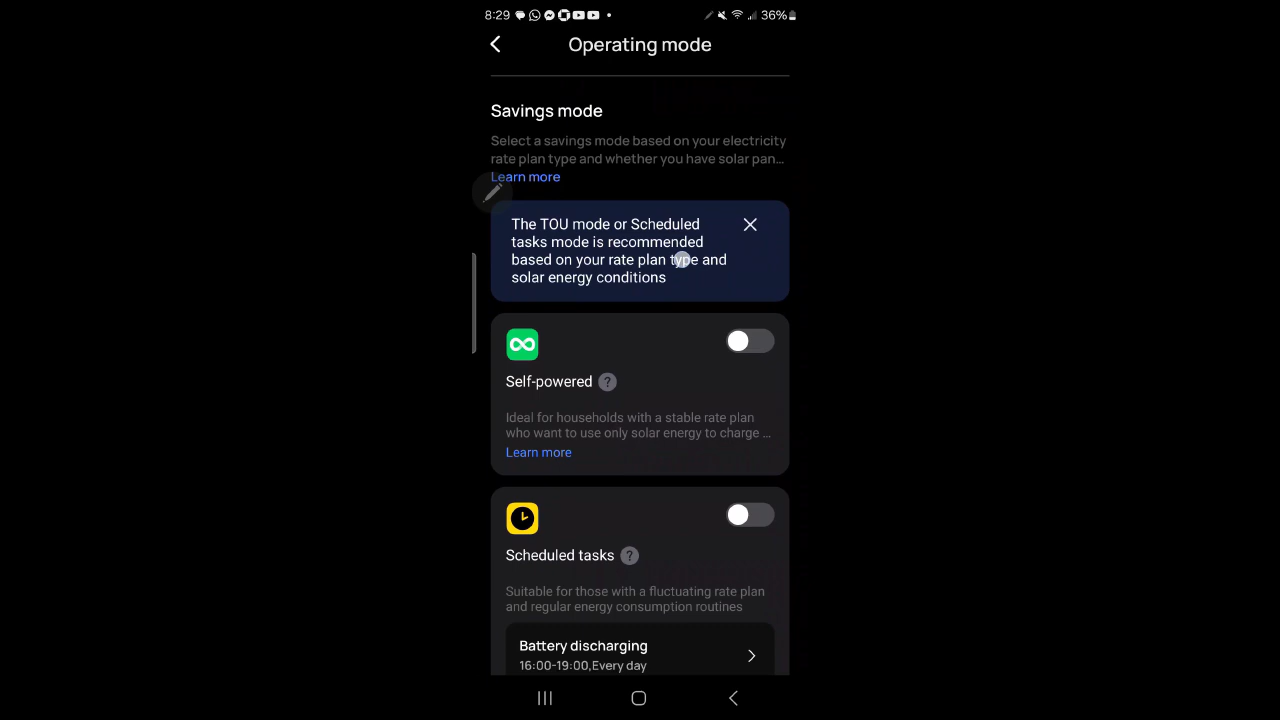 8:29 36%
Operating mode
Savings mode
Select a savings mode based on your electricity
rate plan type and whether you have solar pan...
Learn more
The TOU mode or Scheduled
tasks mode is recommended
based on your rate plan type and
solar energy conditions
Self-powered ?
Ideal for households with a stable rate plan
who want to use only solar energy to charge ...
Learn more
Scheduled tasks ?
Suitable for those with a fluctuating rate plan
and regular energy consumption routines
Battery discharging
16:00-19:00,Every day